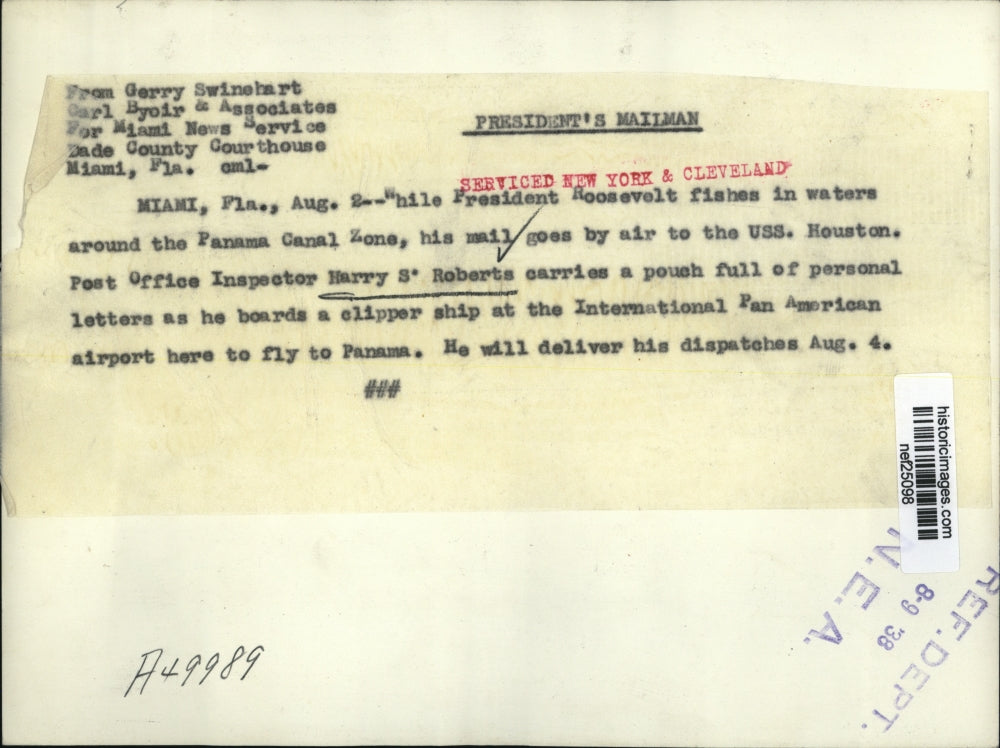 From Gerry Swinehart
Carl Byoir & Associates
For Miami News Service
Dade County Courthouse
Miami, Fla. cml-
PRESIDENT'S MAILMAN
SERVICED NEW YORK & CLEVELAND
MIAMI, Fla., Aug. 2--While President Roosevelt fishes in waters
around the Panama Canal Zone, his mail goes by air to the USS. Houston.
Post Office Inspector Harry S. Roberts carries a pouch full of personal
letters as he boards a clipper ship at the International Pan American
airport here to fly to Panama. He will deliver his dispatches Aug. 4.
###
historicimages.com
nef25098
REF. DEPT.
8-9 '38
N.E.A.
A49989